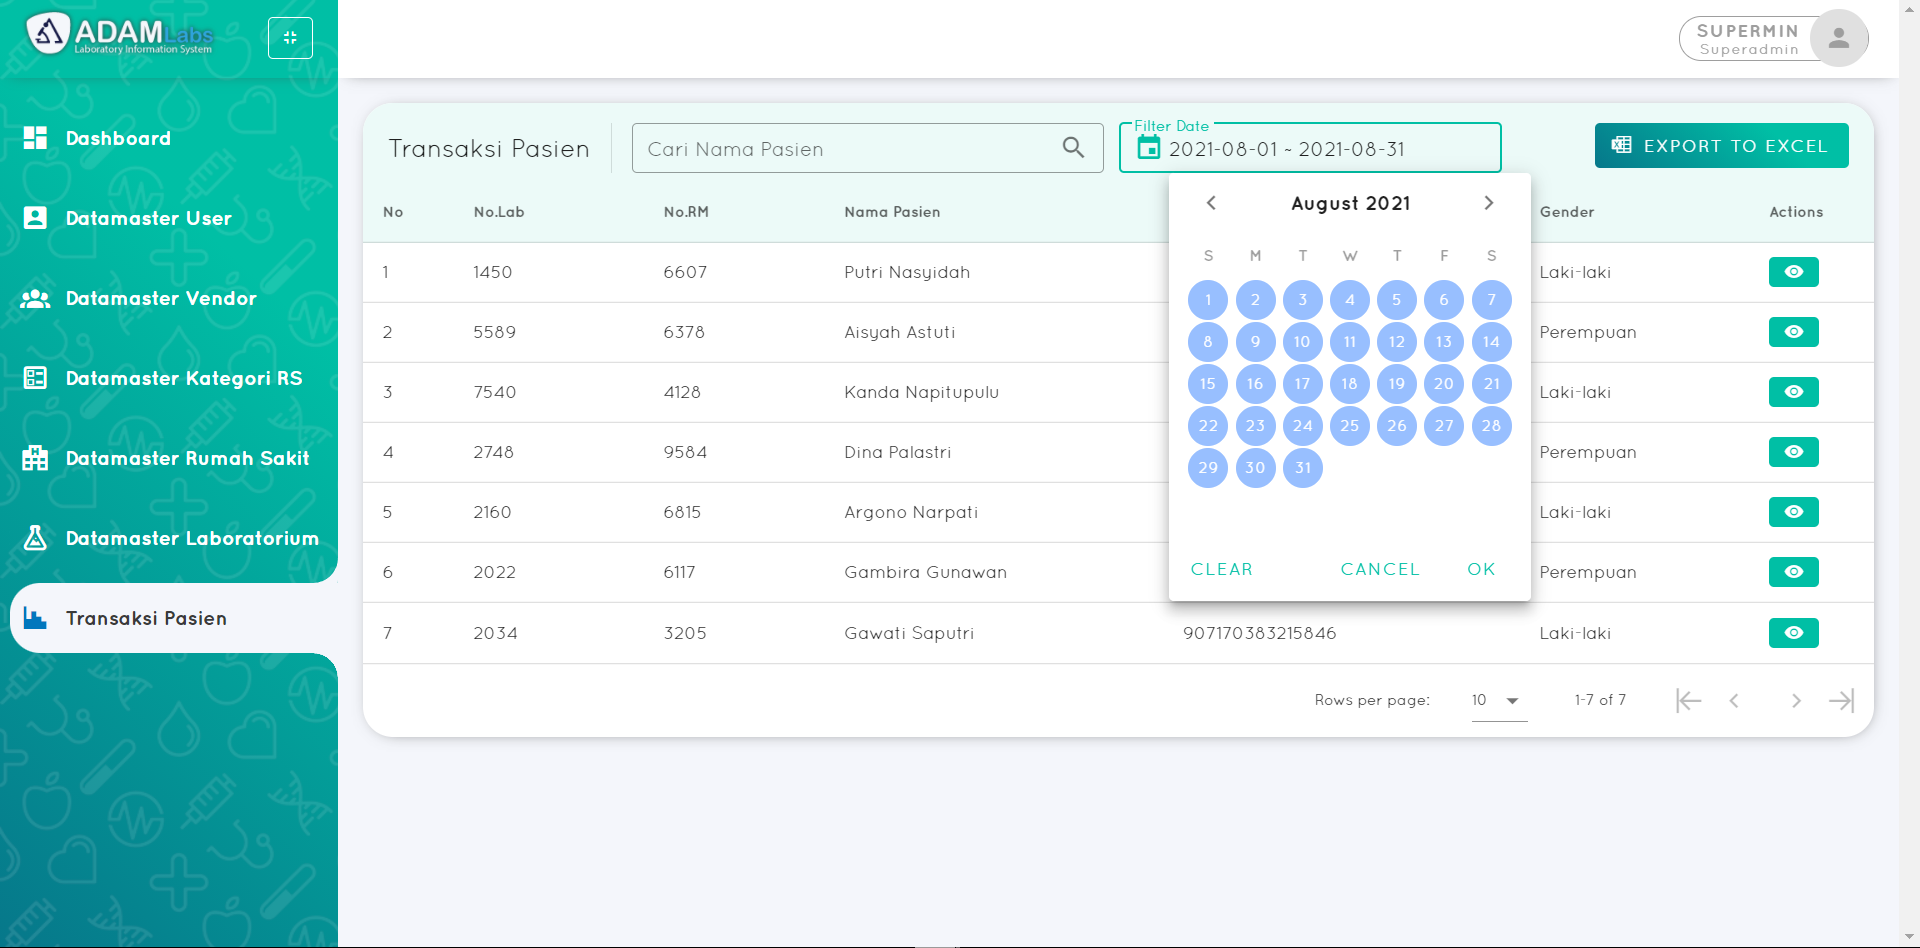 ADAMLabs
Laboratory Information System
SUPERMIN
Superadmin
Dashboard
Datamaster User
Datamaster Vendor
Datamaster Kategori RS
Datamaster Rumah Sakit
Datamaster Laboratorium
Transaksi Pasien
Transaksi Pasien
Cari Nama Pasien
Filter Date
2021-08-01 ~ 2021-08-31
EXPORT TO EXCEL
No No.Lab No.RM Nama Pasien Gender Actions
1 1450 6607 Putri Nasyidah Laki-laki
2 5589 6378 Aisyah Astuti Perempuan
3 7540 4128 Kanda Napitupulu Laki-laki
4 2748 9584 Dina Palastri Perempuan
5 2160 6815 Argono Narpati Laki-laki
6 2022 6117 Gambira Gunawan Perempuan
7 2034 3205 Gawati Saputri 907170383215846 Laki-laki
August 2021
S M T W T F S
1 2 3 4 5 6 7
8 9 10 11 12 13 14
15 16 17 18 19 20 21
22 23 24 25 26 27 28
29 30 31
CLEAR CANCEL OK
Rows per page: 10 1-7 of 7